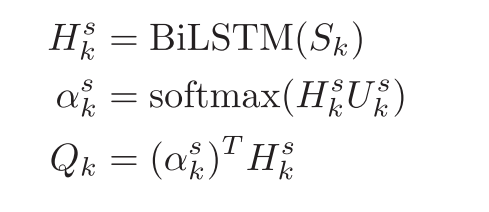 H_k^s = BiLSTM(S_k)
α_k^s = softmax(H_k^s U_k^s)
Q_k = (α_k^s)^T H_k^s